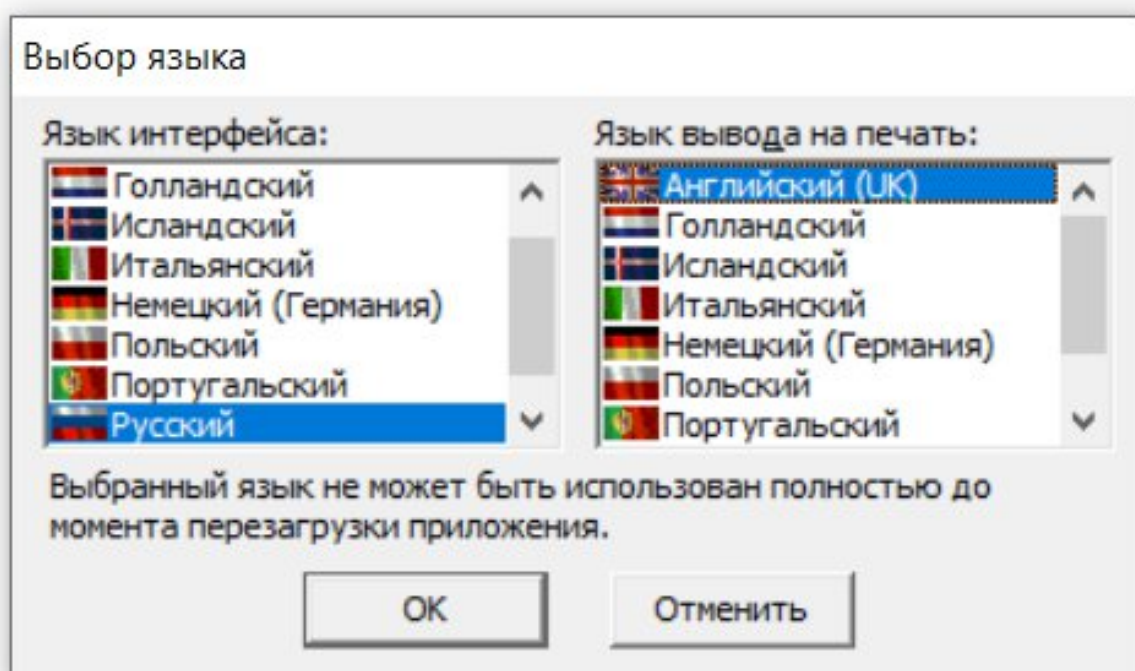 Выбор языка
Язык интерфейса:
Голландский
Исландский
Итальянский
Немецкий (Германия)
Польский
Португальский
Русский
Язык вывода на печать:
Английский (UK)
Голландский
Исландский
Итальянский
Немецкий (Германия)
Польский
Португальский
Выбранный язык не может быть использован полностью до
момента перезагрузки приложения.
OK
Отменить